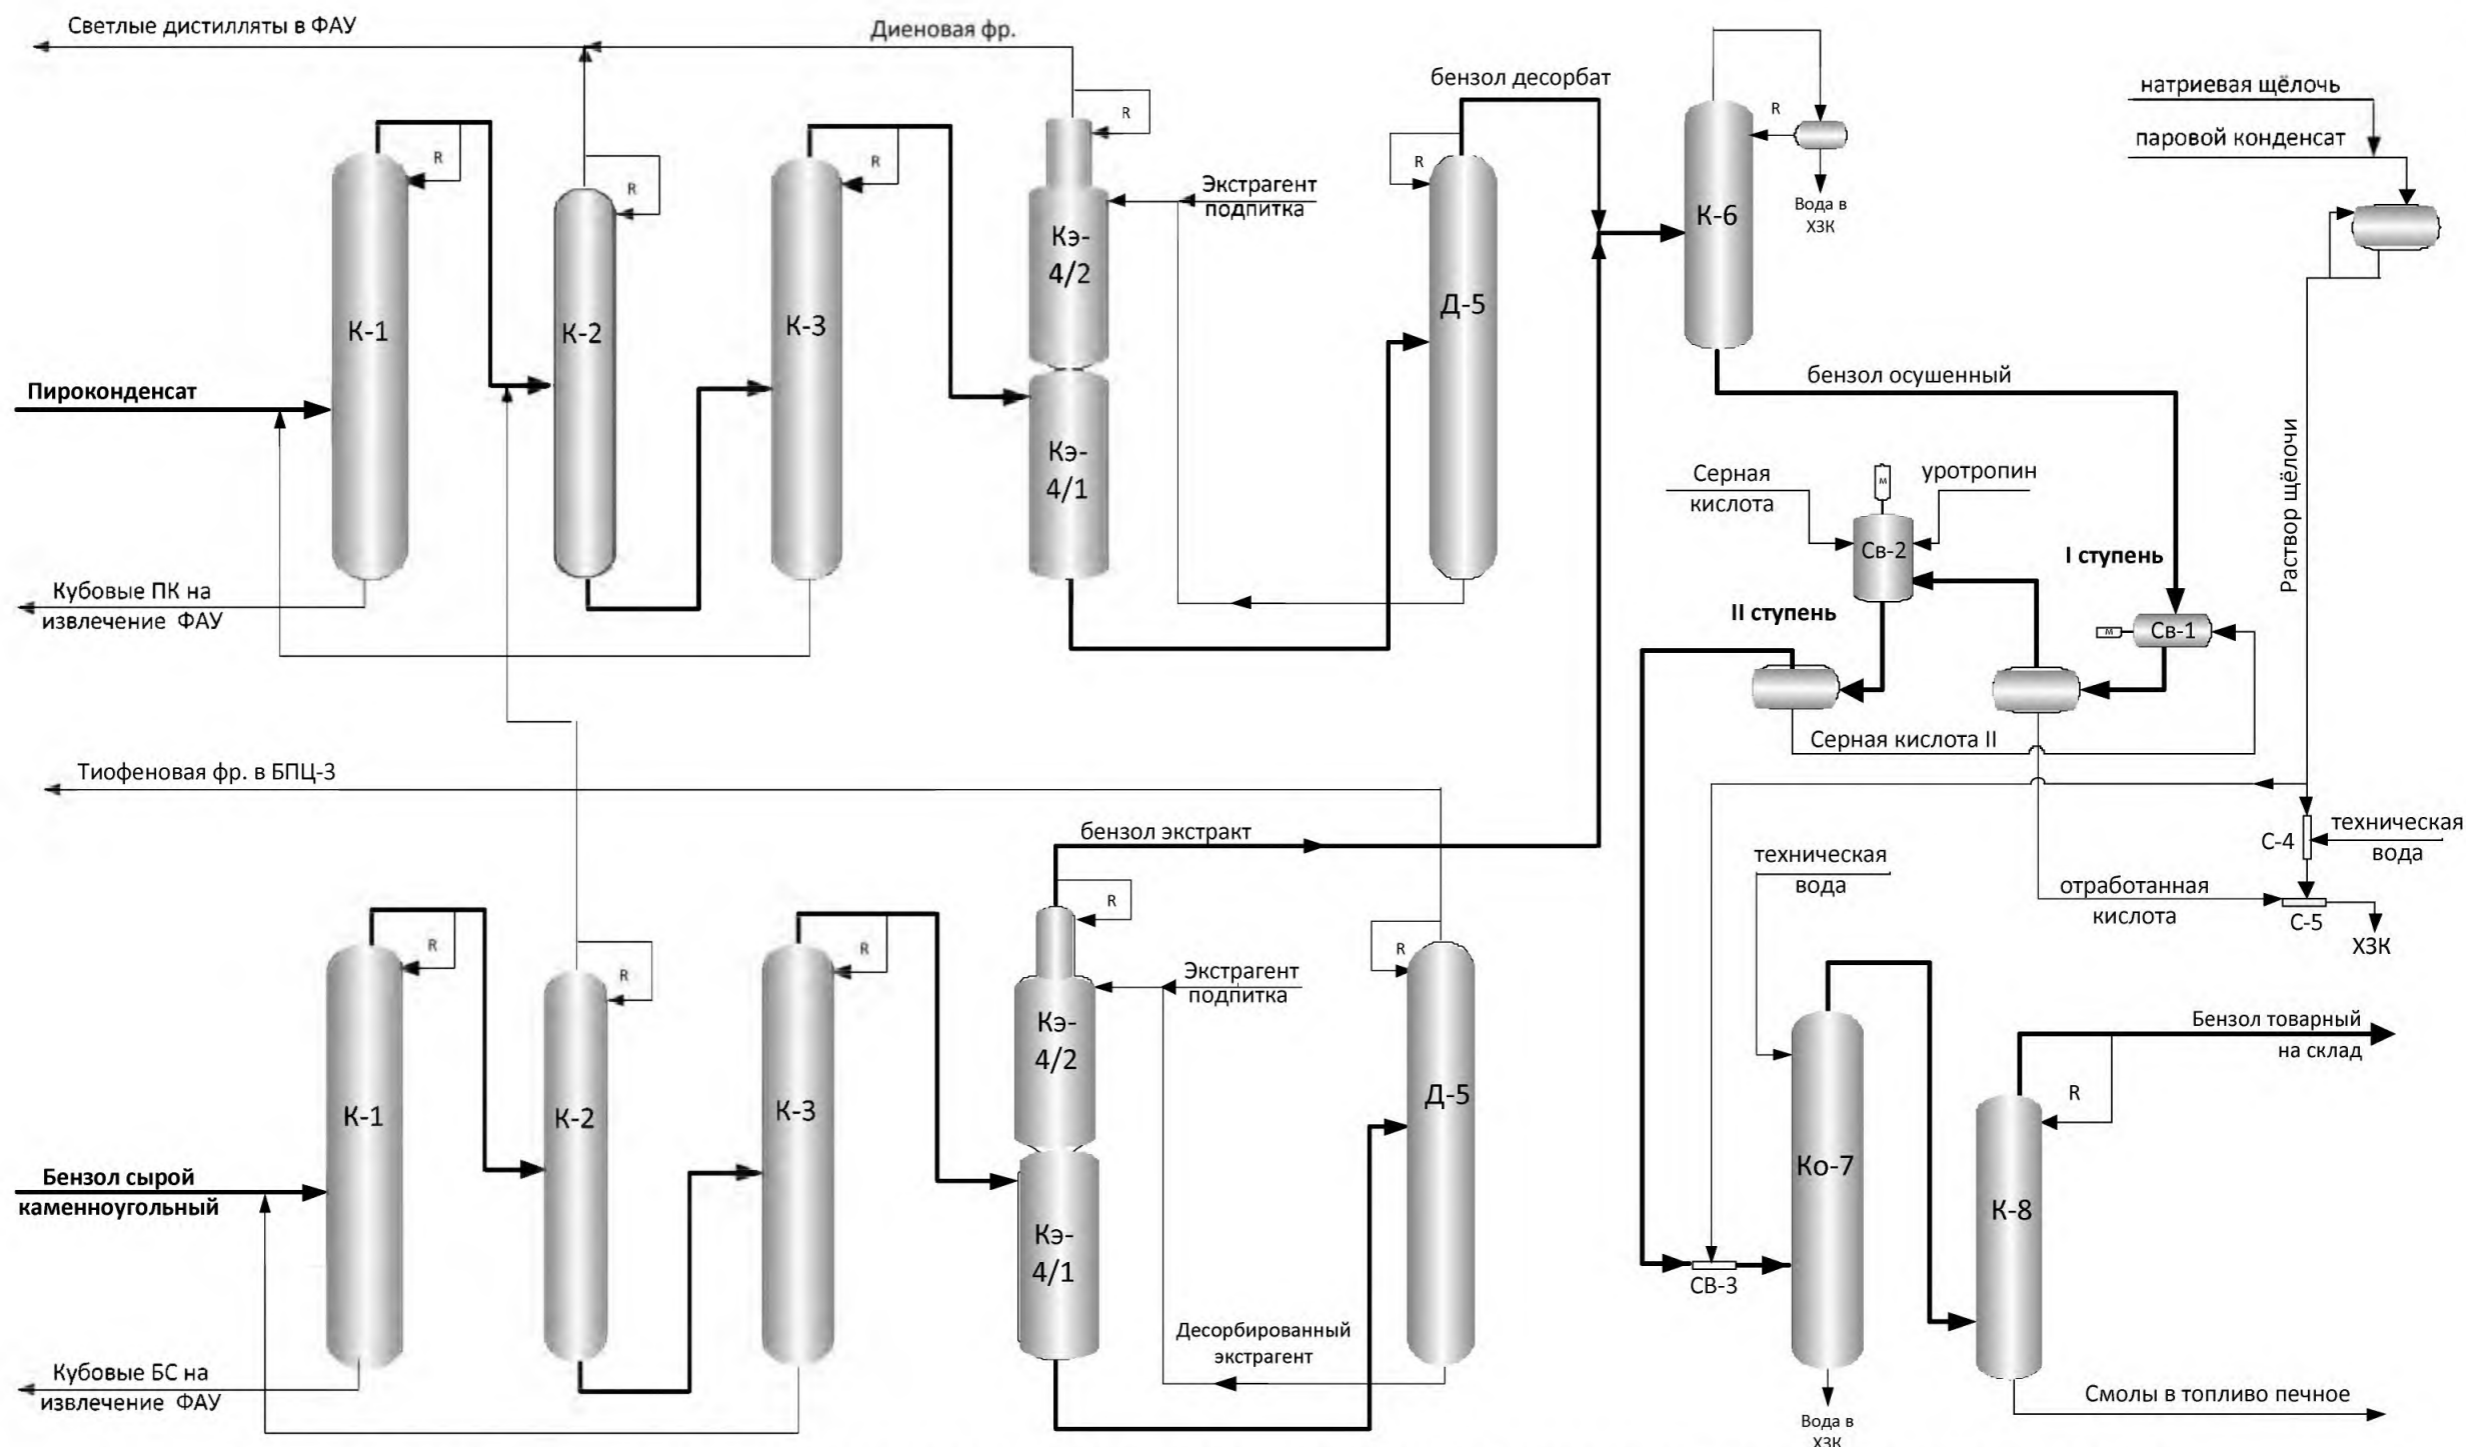 Светлые дистилляты в ФАУ
Диеновая фр.
бензол десорбат
натриевая щёлочь
паровой конденсат
R
R
R
R
R
R
Экстрагент
подпитка
Вода в
ХЗК
К-1
К-2
К-3
Кэ-
4/2
Кэ-
4/1
Д-5
К-6
Пироконденсат
бензол осушенный
Раствор щёлочи
Серная
кислота
уротропин
м
Св-2
I ступень
II ступень
м
Св-1
Кубовые ПК на
извлечение ФАУ
Серная кислота II
Тиофеновая фр. в БПЦ-3
бензол экстракт
техническая
вода
С-4
техническая
вода
отработанная
кислота
С-5
ХЗК
R
R
R
R
R
Экстрагент
подпитка
К-1
К-2
К-3
Кэ-
4/2
Кэ-
4/1
Д-5
Бензол сырой
каменноугольный
Бензол товарный
на склад
R
Ко-7
К-8
СВ-3
Десорбированный
экстрагент
Кубовые БС на
извлечение ФАУ
Смолы в топливо печное
Вода в
ХЗК